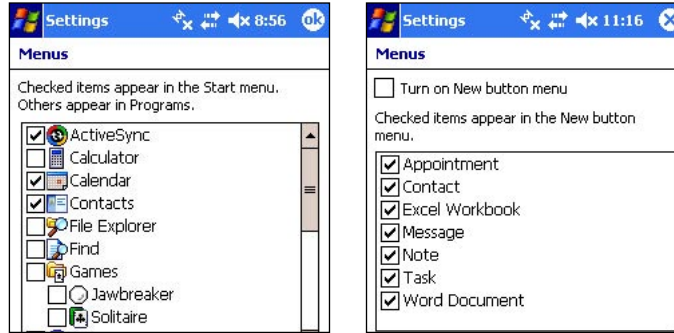 Settings 8:56 ok
Menus
Checked items appear in the Start menu.
Others appear in Programs.
ActiveSync
Calculator
Calendar
Contacts
File Explorer
Find
Games
Jawbreaker
Solitaire
Settings 11:16
Menus
Turn on New button menu
Checked items appear in the New button
menu.
Appointment
Contact
Excel Workbook
Message
Note
Task
Word Document